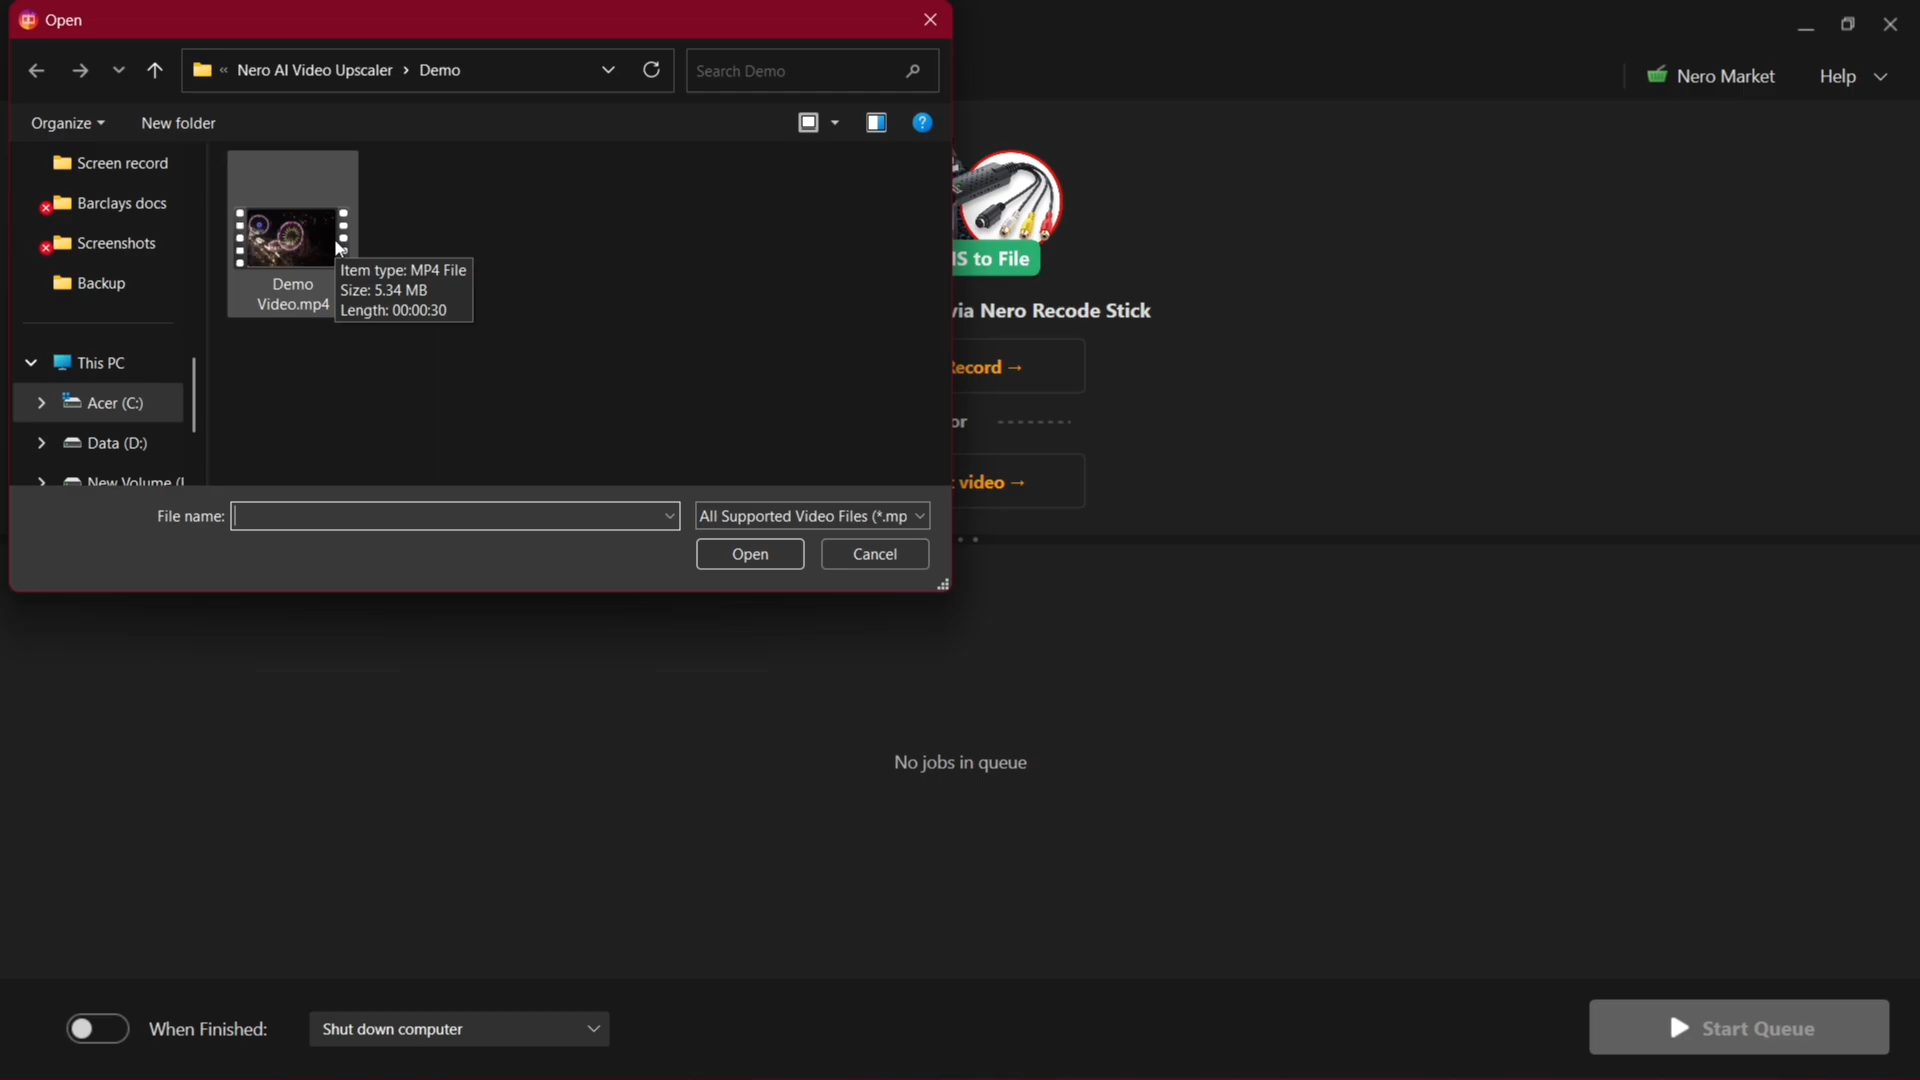 Open
« Nero AI Video Upscaler › Demo
Search Demo
Nero Market
Help
Organize
New folder
Screen record
Barclays docs
Screenshots
Backup
This PC
Acer (C:)
Data (D:)
New Volume (
Demo
Video.mp4
Item type: MP4 File
Size: 5.34 MB
Length: 00:00:30
File name:
All Supported Video Files (*.mp
Open
Cancel
S to File
via Nero Recode Stick
Record →
or
video →
No jobs in queue
When Finished:
Shut down computer
Start Queue